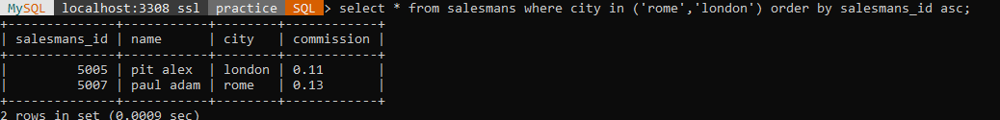 MySQL localhost:3308 ssl practice SQL> select * from salesmans where city in ('rome','london') order by salesmans_id asc;
+--------------+-----------+--------+------------+
| salesmans_id | name      | city   | commission |
+--------------+-----------+--------+------------+
|         5005 | pit alex  | london | 0.11       |
|         5007 | paul adam | rome   | 0.13       |
+--------------+-----------+--------+------------+
2 rows in set (0.0009 sec)